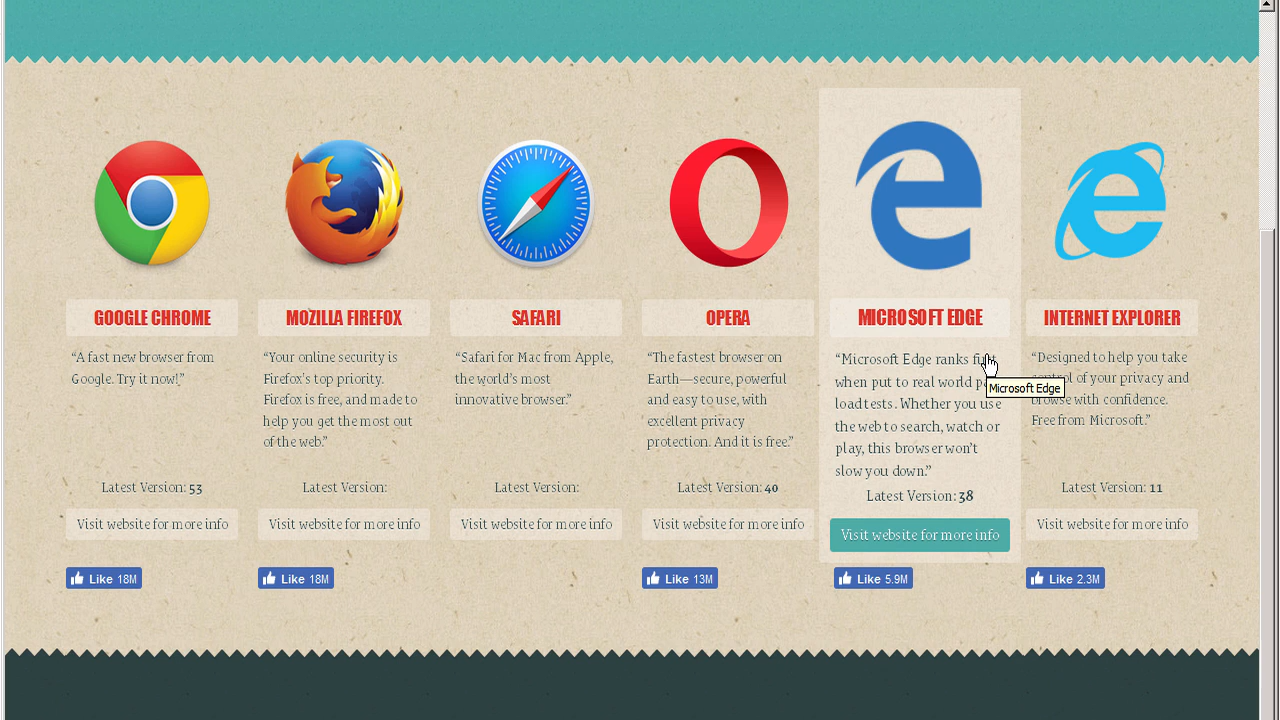 GOOGLE CHROME
“A fast new browser from
Google. Try it now!”
Latest Version: 53
Visit website for more info
Like 18M
MOZILLA FIREFOX
“Your online security is
Firefox's top priority.
Firefox is free, and made to
help you get the most out
of the web.”
Latest Version:
Visit website for more info
Like 18M
SAFARI
“Safari for Mac from Apple,
the world’s most
innovative browser.”
Latest Version:
Visit website for more info
OPERA
“The fastest browser on
Earth—secure, powerful
and easy to use, with
excellent privacy
protection. And it is free.”
Latest Version: 40
Visit website for more info
Like 13M
MICROSOFT EDGE
“Microsoft Edge ranks
when put to real world
load tests. Whether you use
the web to search, watch or
play, this browser won’t
slow you down.”
Latest Version: 38
Visit website for more info
Like 5.9M
Microsoft Edge
INTERNET EXPLORER
“Designed to help you take
of your privacy and
browse with confidence.
Free from Microsoft.”
Latest Version: 11
Visit website for more info
Like 2.3M